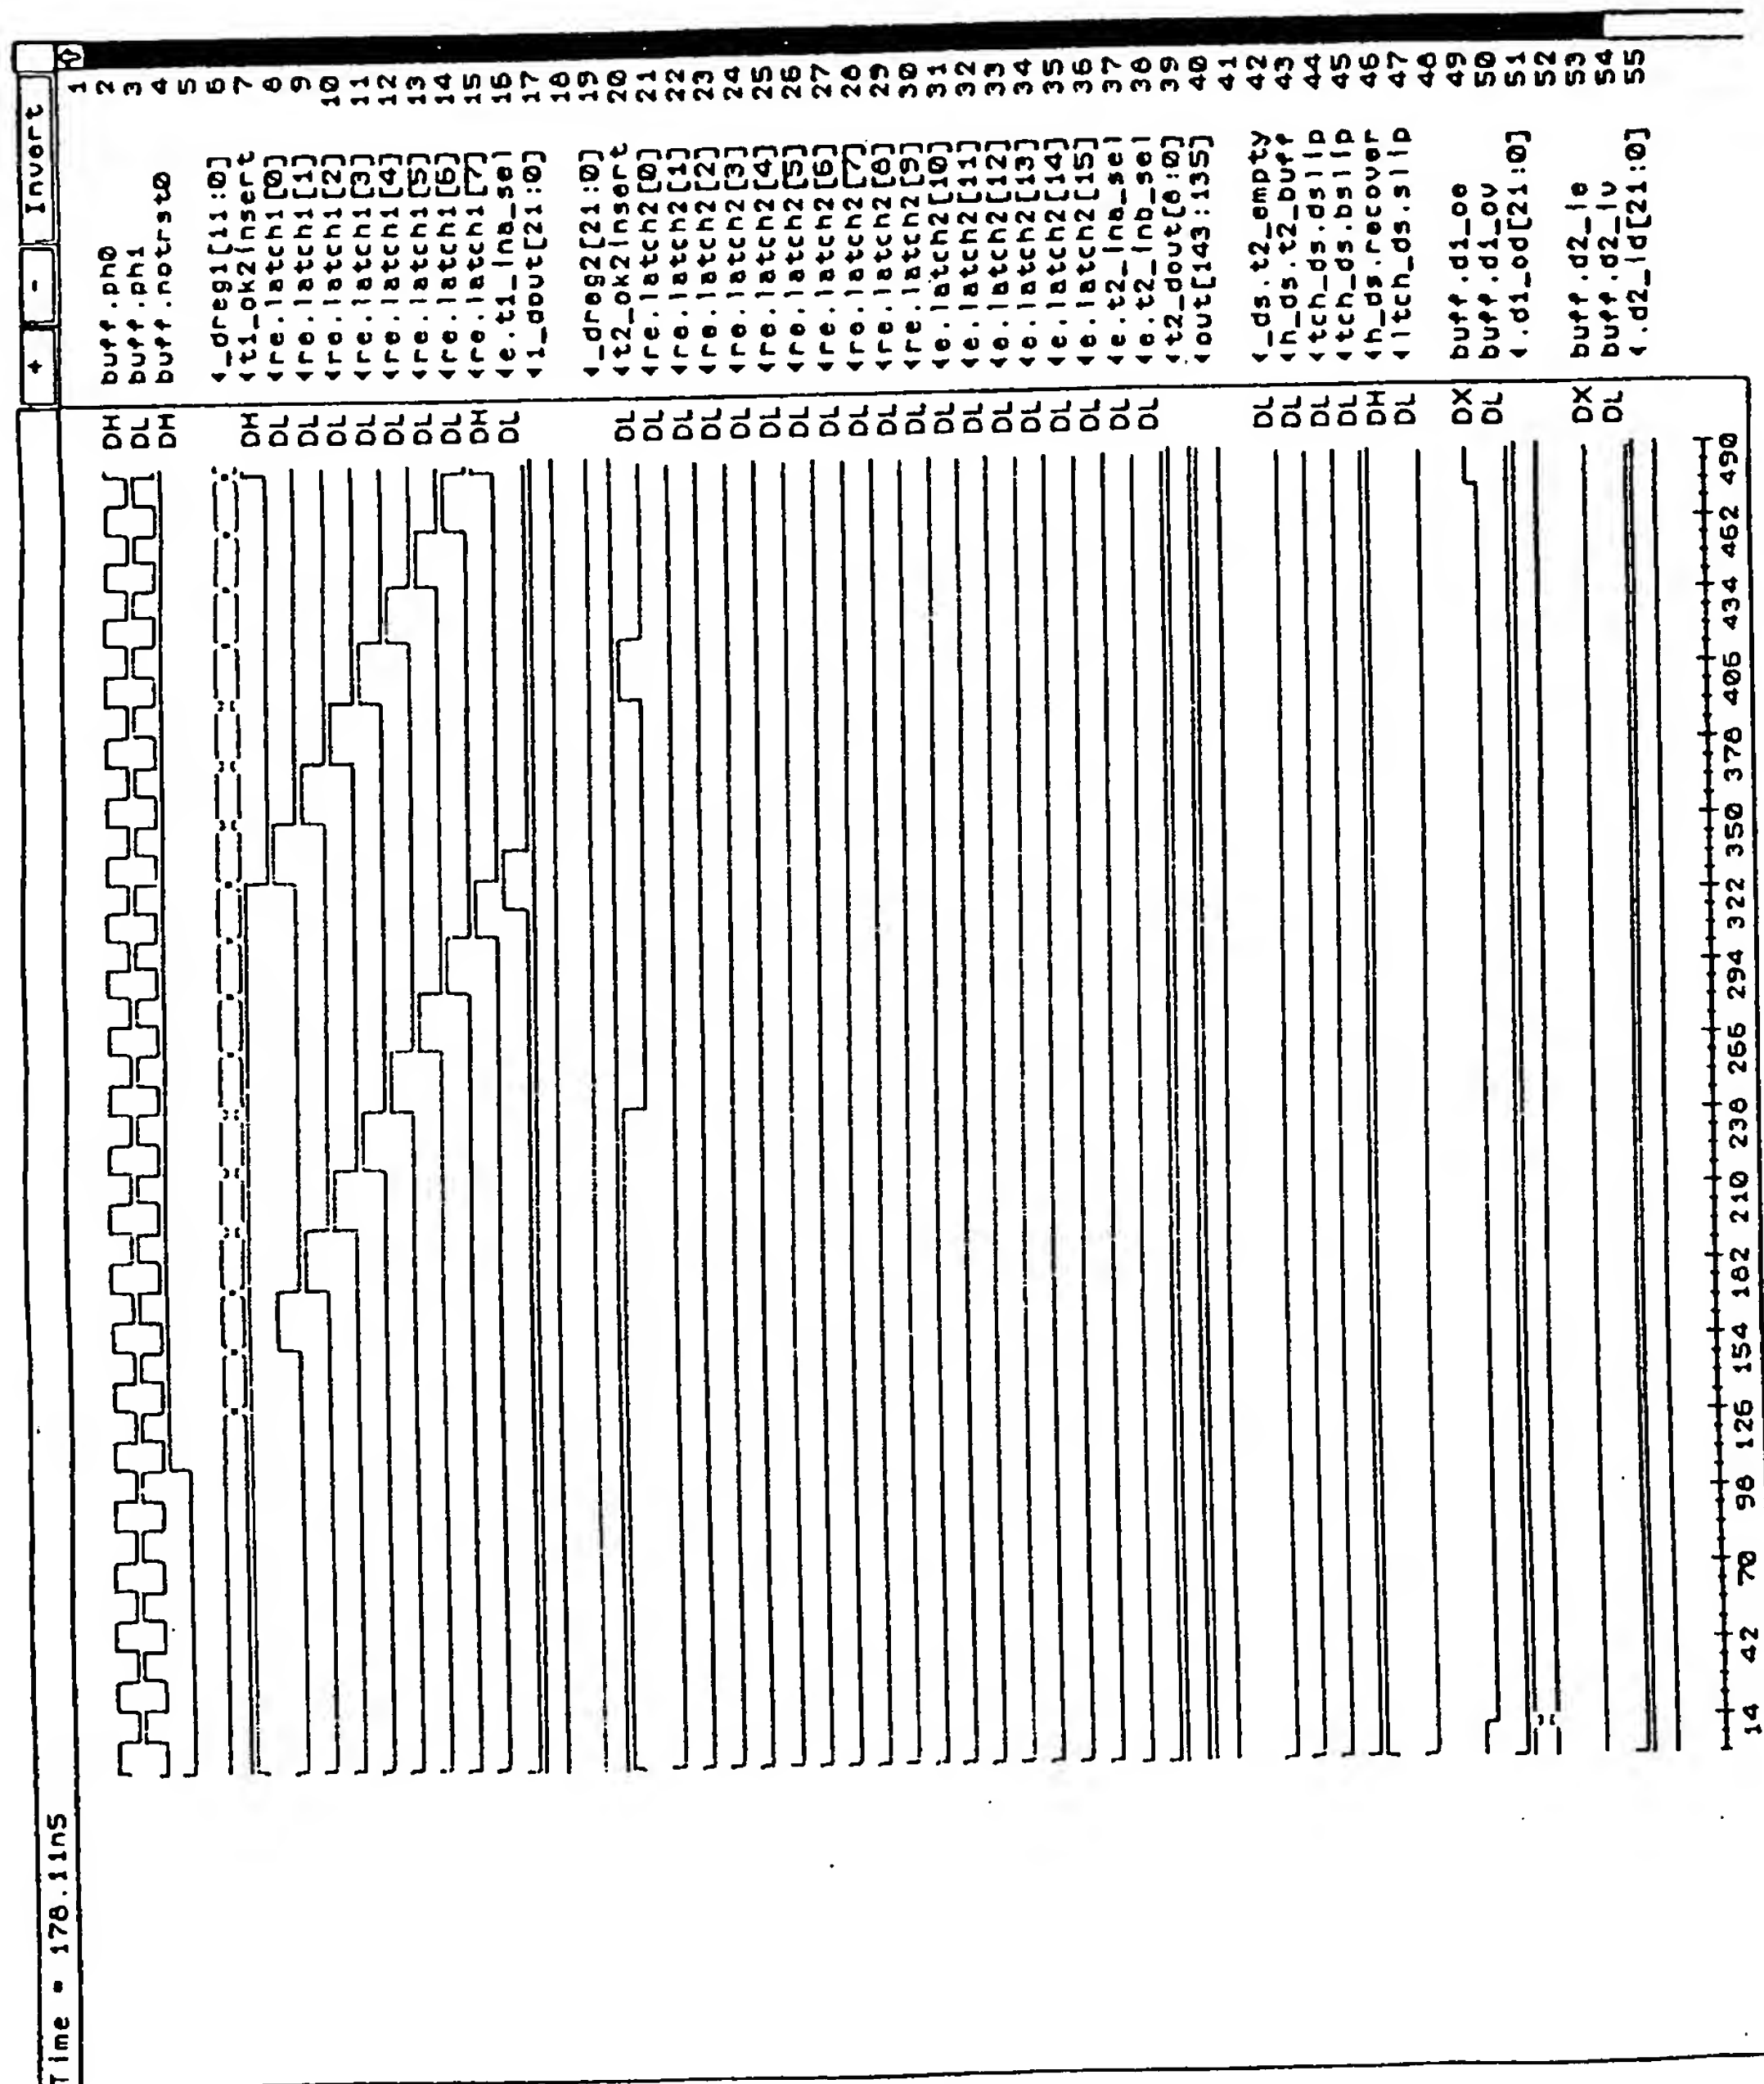 Time = 178.11nS
+ - Invert
DH buff.ph0 1
DL buff.ph1 2
DH buff.notrst0 3
4
5
_dreg1[11:0] 6
DH t1_ok2insert 7
DL re.latch1[0] 8
DL re.latch1[1] 9
DL re.latch1[2] 10
DL re.latch1[3] 11
DL re.latch1[4] 12
DL re.latch1[5] 13
DL re.latch1[6] 14
DH re.latch1[7] 15
DL e.t1_ina_sel 16
1_dout[21:0] 17
18
_dreg2[21:0] 19
DL t2_ok2insert 20
DL re.latch2[0] 21
DL re.latch2[1] 22
DL re.latch2[2] 23
DL re.latch2[3] 24
DL re.latch2[4] 25
DL re.latch2[5] 26
DL re.latch2[6] 27
DL re.latch2[7] 28
DL re.latch2[8] 29
DL re.latch2[9] 30
DL e.latch2[10] 31
DL e.latch2[11] 32
DL e.latch2[12] 33
DL e.latch2[13] 34
DL e.latch2[14] 35
DL e.latch2[15] 36
DL e.t2_ina_sel 37
DL e.t2_inb_sel 38
t2_dout[8:0] 39
out[143:135] 40
41
DL _ds.t2_empty 42
DL h_ds.t2_buff 43
DL tch_ds.dslip 44
DL tch_ds.bslip 45
DH h_ds.recover 46
DL ltch_ds.slip 47
48
DX buff.d1_oe 49
DL buff.d1_ov 50
.d1_od[21:0] 51
52
DX buff.d2_ie 53
DL buff.d2_iv 54
.d2_id[21:0] 55
14 42 70 98 126 154 182 210 238 266 294 322 350 378 406 434 462 490